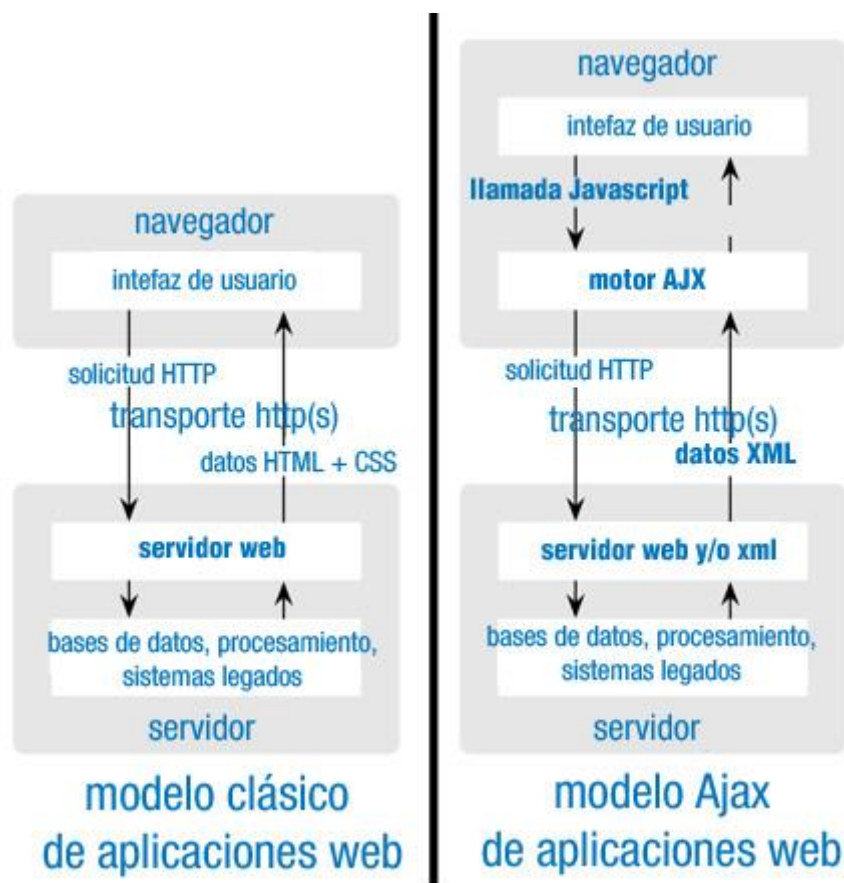 navegador
intefaz de usuario
solicitud HTTP
transporte http(s)
datos HTML + CSS
servidor web
bases de datos, procesamiento,
sistemas legados
servidor
modelo clásico
de aplicaciones web
navegador
intefaz de usuario
llamada Javascript
motor AJX
solicitud HTTP
transporte http(s)
datos XML
servidor web y/o xml
bases de datos, procesamiento,
sistemas legados
servidor
modelo Ajax
de aplicaciones web